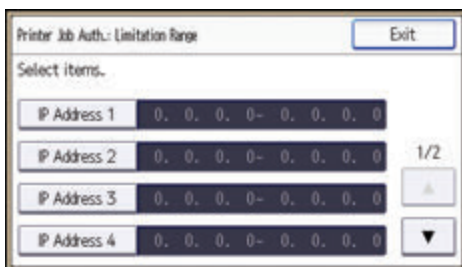 Printer Job Auth.: Limitation Range
Exit
Select items.
IP Address 1 0. 0. 0. 0- 0. 0. 0. 0
IP Address 2 0. 0. 0. 0- 0. 0. 0. 0
1/2
IP Address 3 0. 0. 0. 0- 0. 0. 0. 0
▲
IP Address 4 0. 0. 0. 0- 0. 0. 0. 0
▼